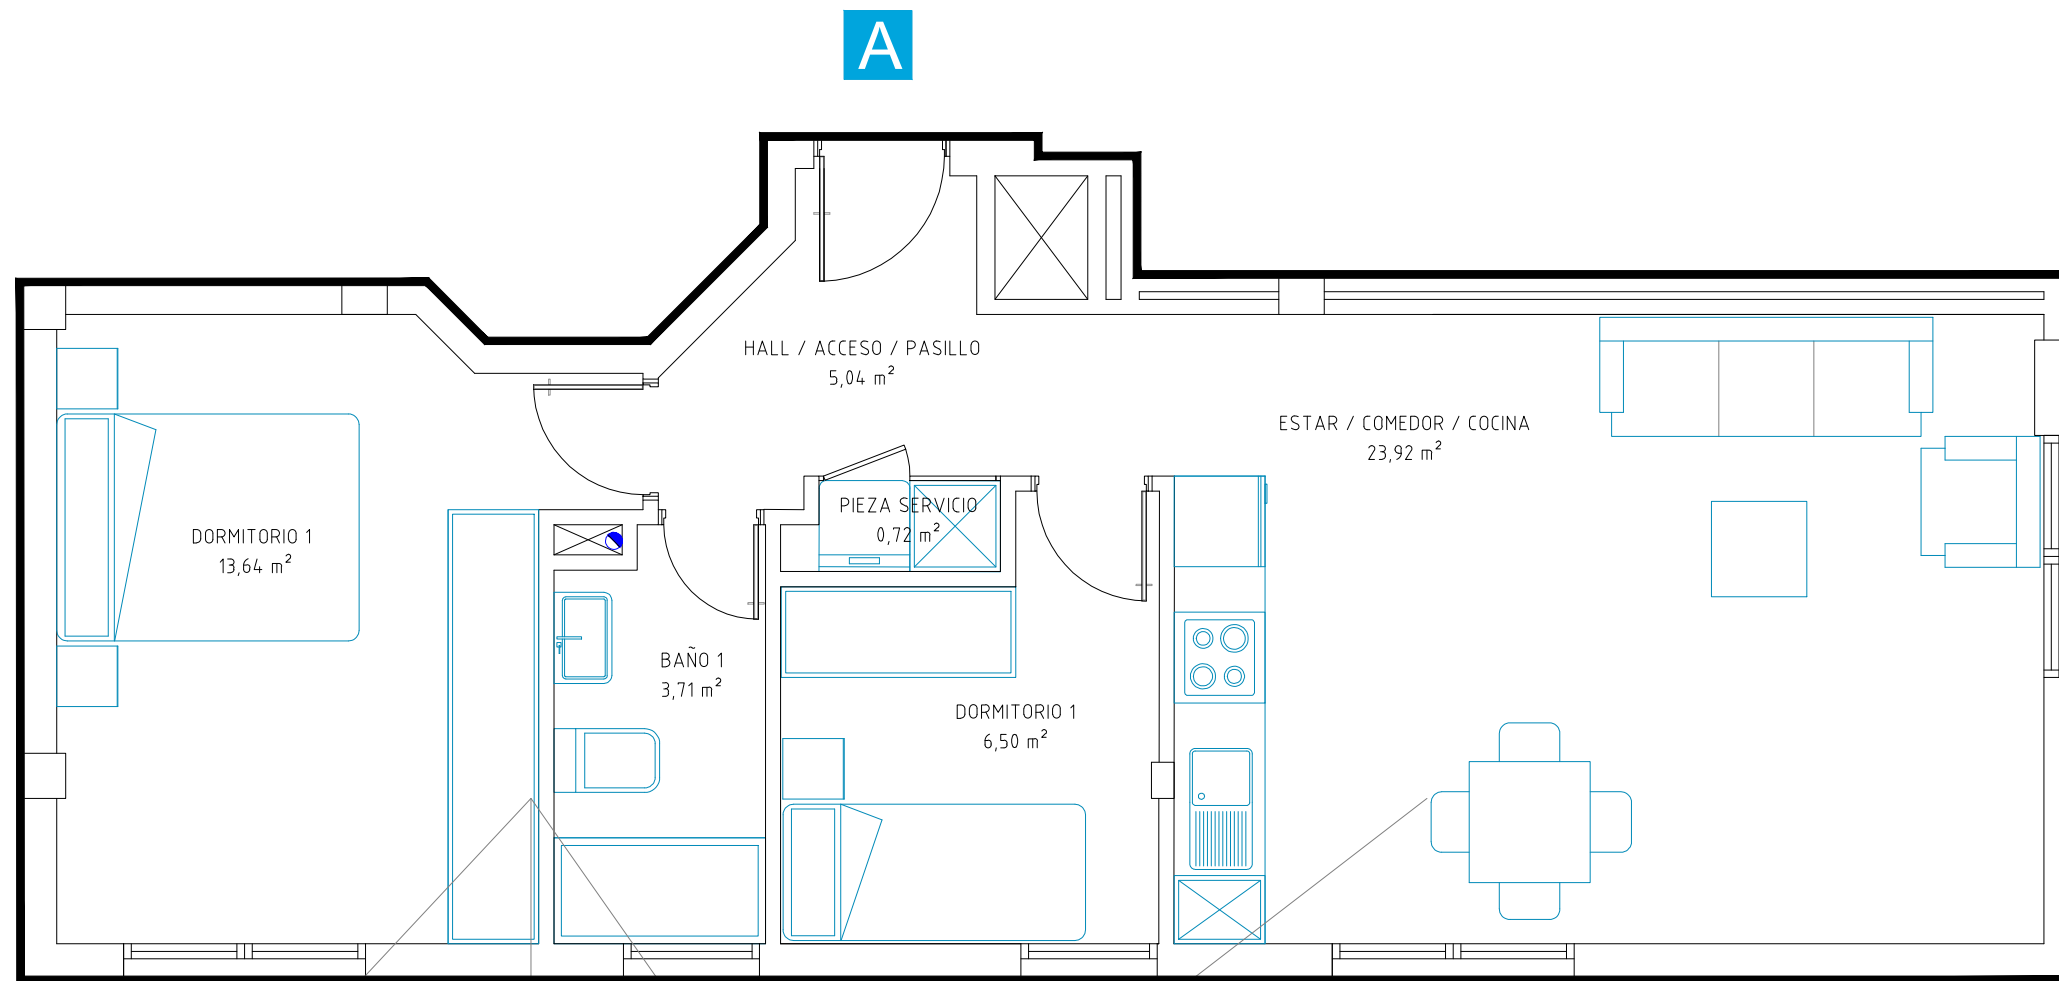 A
HALL / ACCESO / PASILLO
5,04 m²
ESTAR / COMEDOR / COCINA
23,92 m²
PIEZA SERVICIO
0,72 m²
DORMITORIO 1
13,64 m²
BAÑO 1
3,71 m²
DORMITORIO 1
6,50 m²